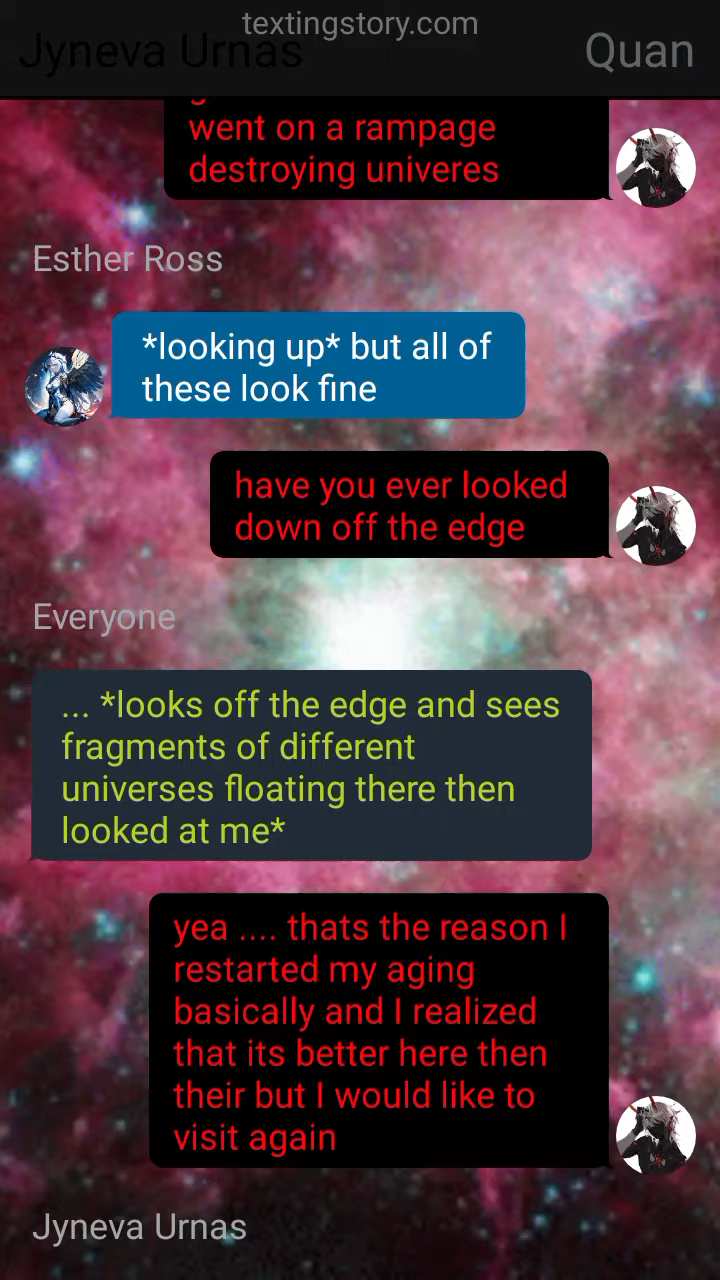 textingstory.com
Jyneva Urnas
Quan
went on a rampage
destroying univeres
Esther Ross
*looking up* but all of
these look fine
have you ever looked
down off the edge
Everyone
... *looks off the edge and sees
fragments of different
universes floating there then
looked at me*
yea .... thats the reason I
restarted my aging
basically and I realized
that its better here then
their but I would like to
visit again
Jyneva Urnas